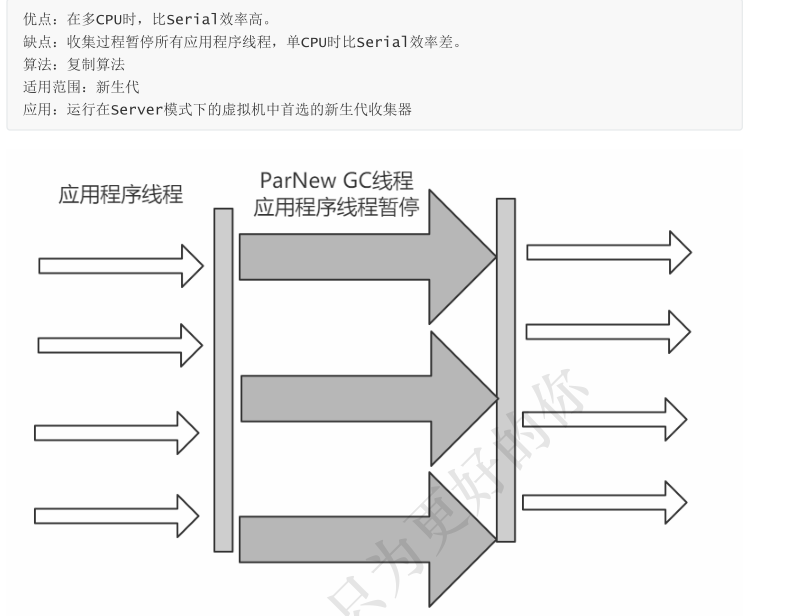 优点：在多CPU时，比Serial效率高。
缺点：收集过程暂停所有应用程序线程，单CPU时比Serial效率差。
算法：复制算法
适用范围：新生代
应用：运行在Server模式下的虚拟机中首选的新生代收集器
应用程序线程
ParNew GC线程
应用程序线程暂停
只为更好的你